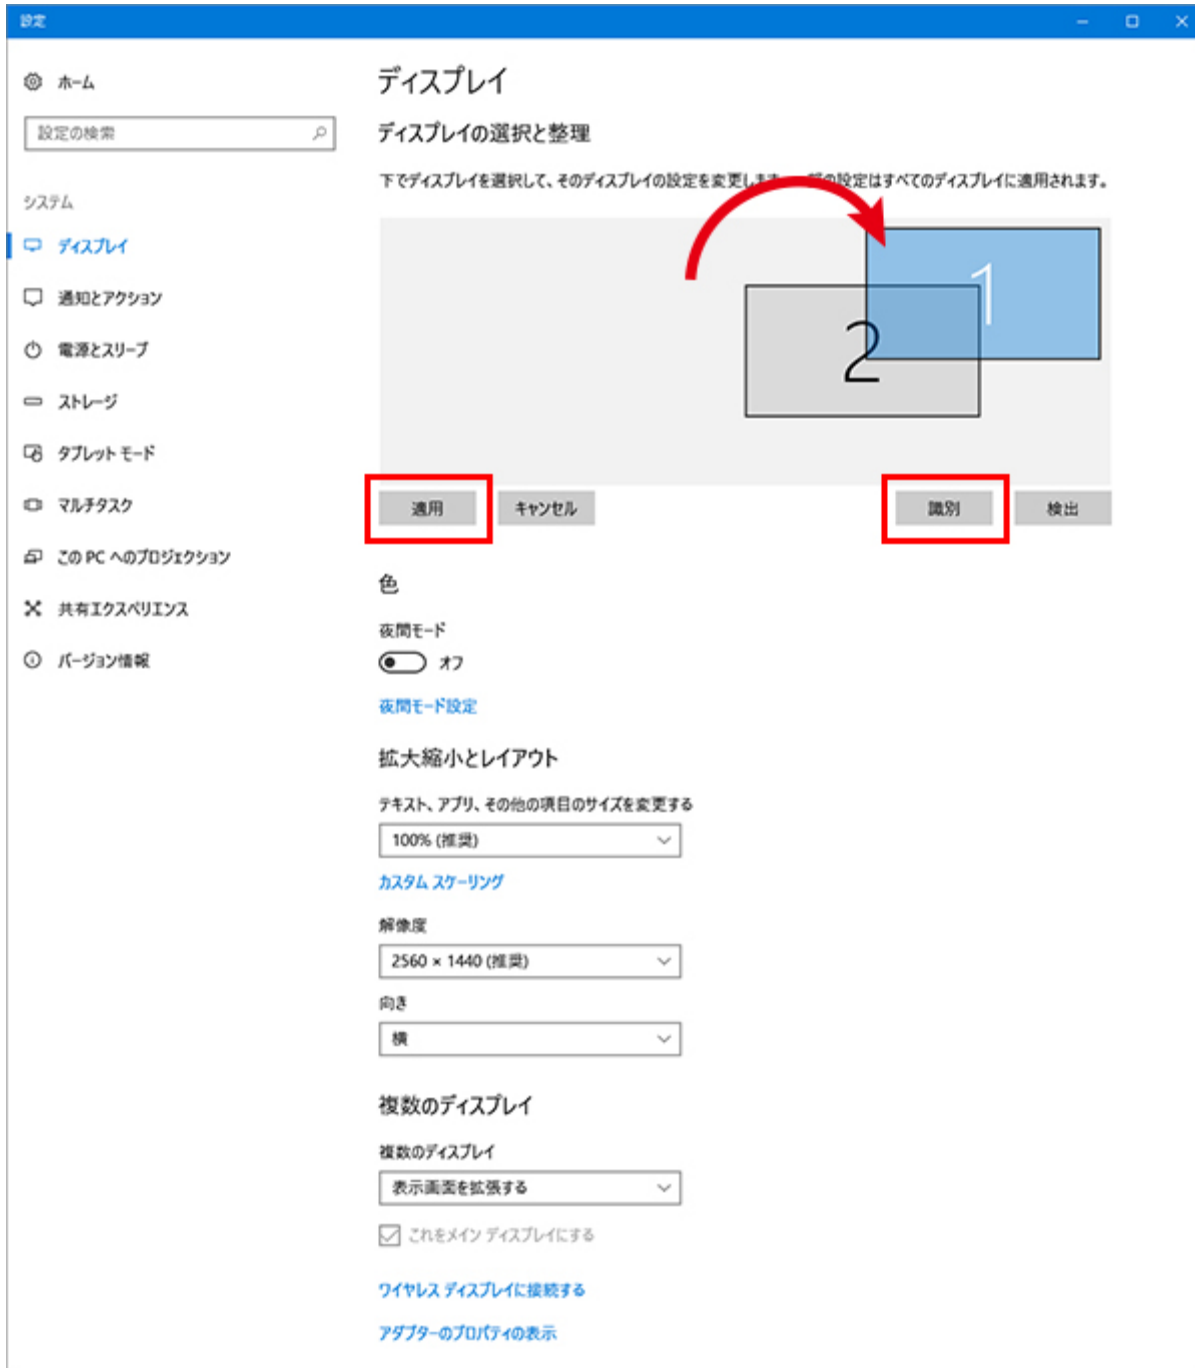 設定
ホーム
設定の検索
システム
ディスプレイ
通知とアクション
電源とスリープ
ストレージ
タブレット モード
マルチタスク
この PC へのプロジェクション
共有エクスペリエンス
バージョン情報
ディスプレイ
ディスプレイの選択と整理
下でディスプレイを選択して、そのディスプレイの設定を変更します の設定はすべてのディスプレイに適用されます。
1
2
適用 キャンセル 識別 検出
色
夜間モード
オフ
夜間モード設定
拡大縮小とレイアウト
テキスト、アプリ、その他の項目のサイズを変更する
100% (推奨)
カスタム スケーリング
解像度
2560 × 1440 (推奨)
向き
横
複数のディスプレイ
複数のディスプレイ
表示画面を拡張する
これをメイン ディスプレイにする
ワイヤレス ディスプレイに接続する
アダプターのプロパティの表示